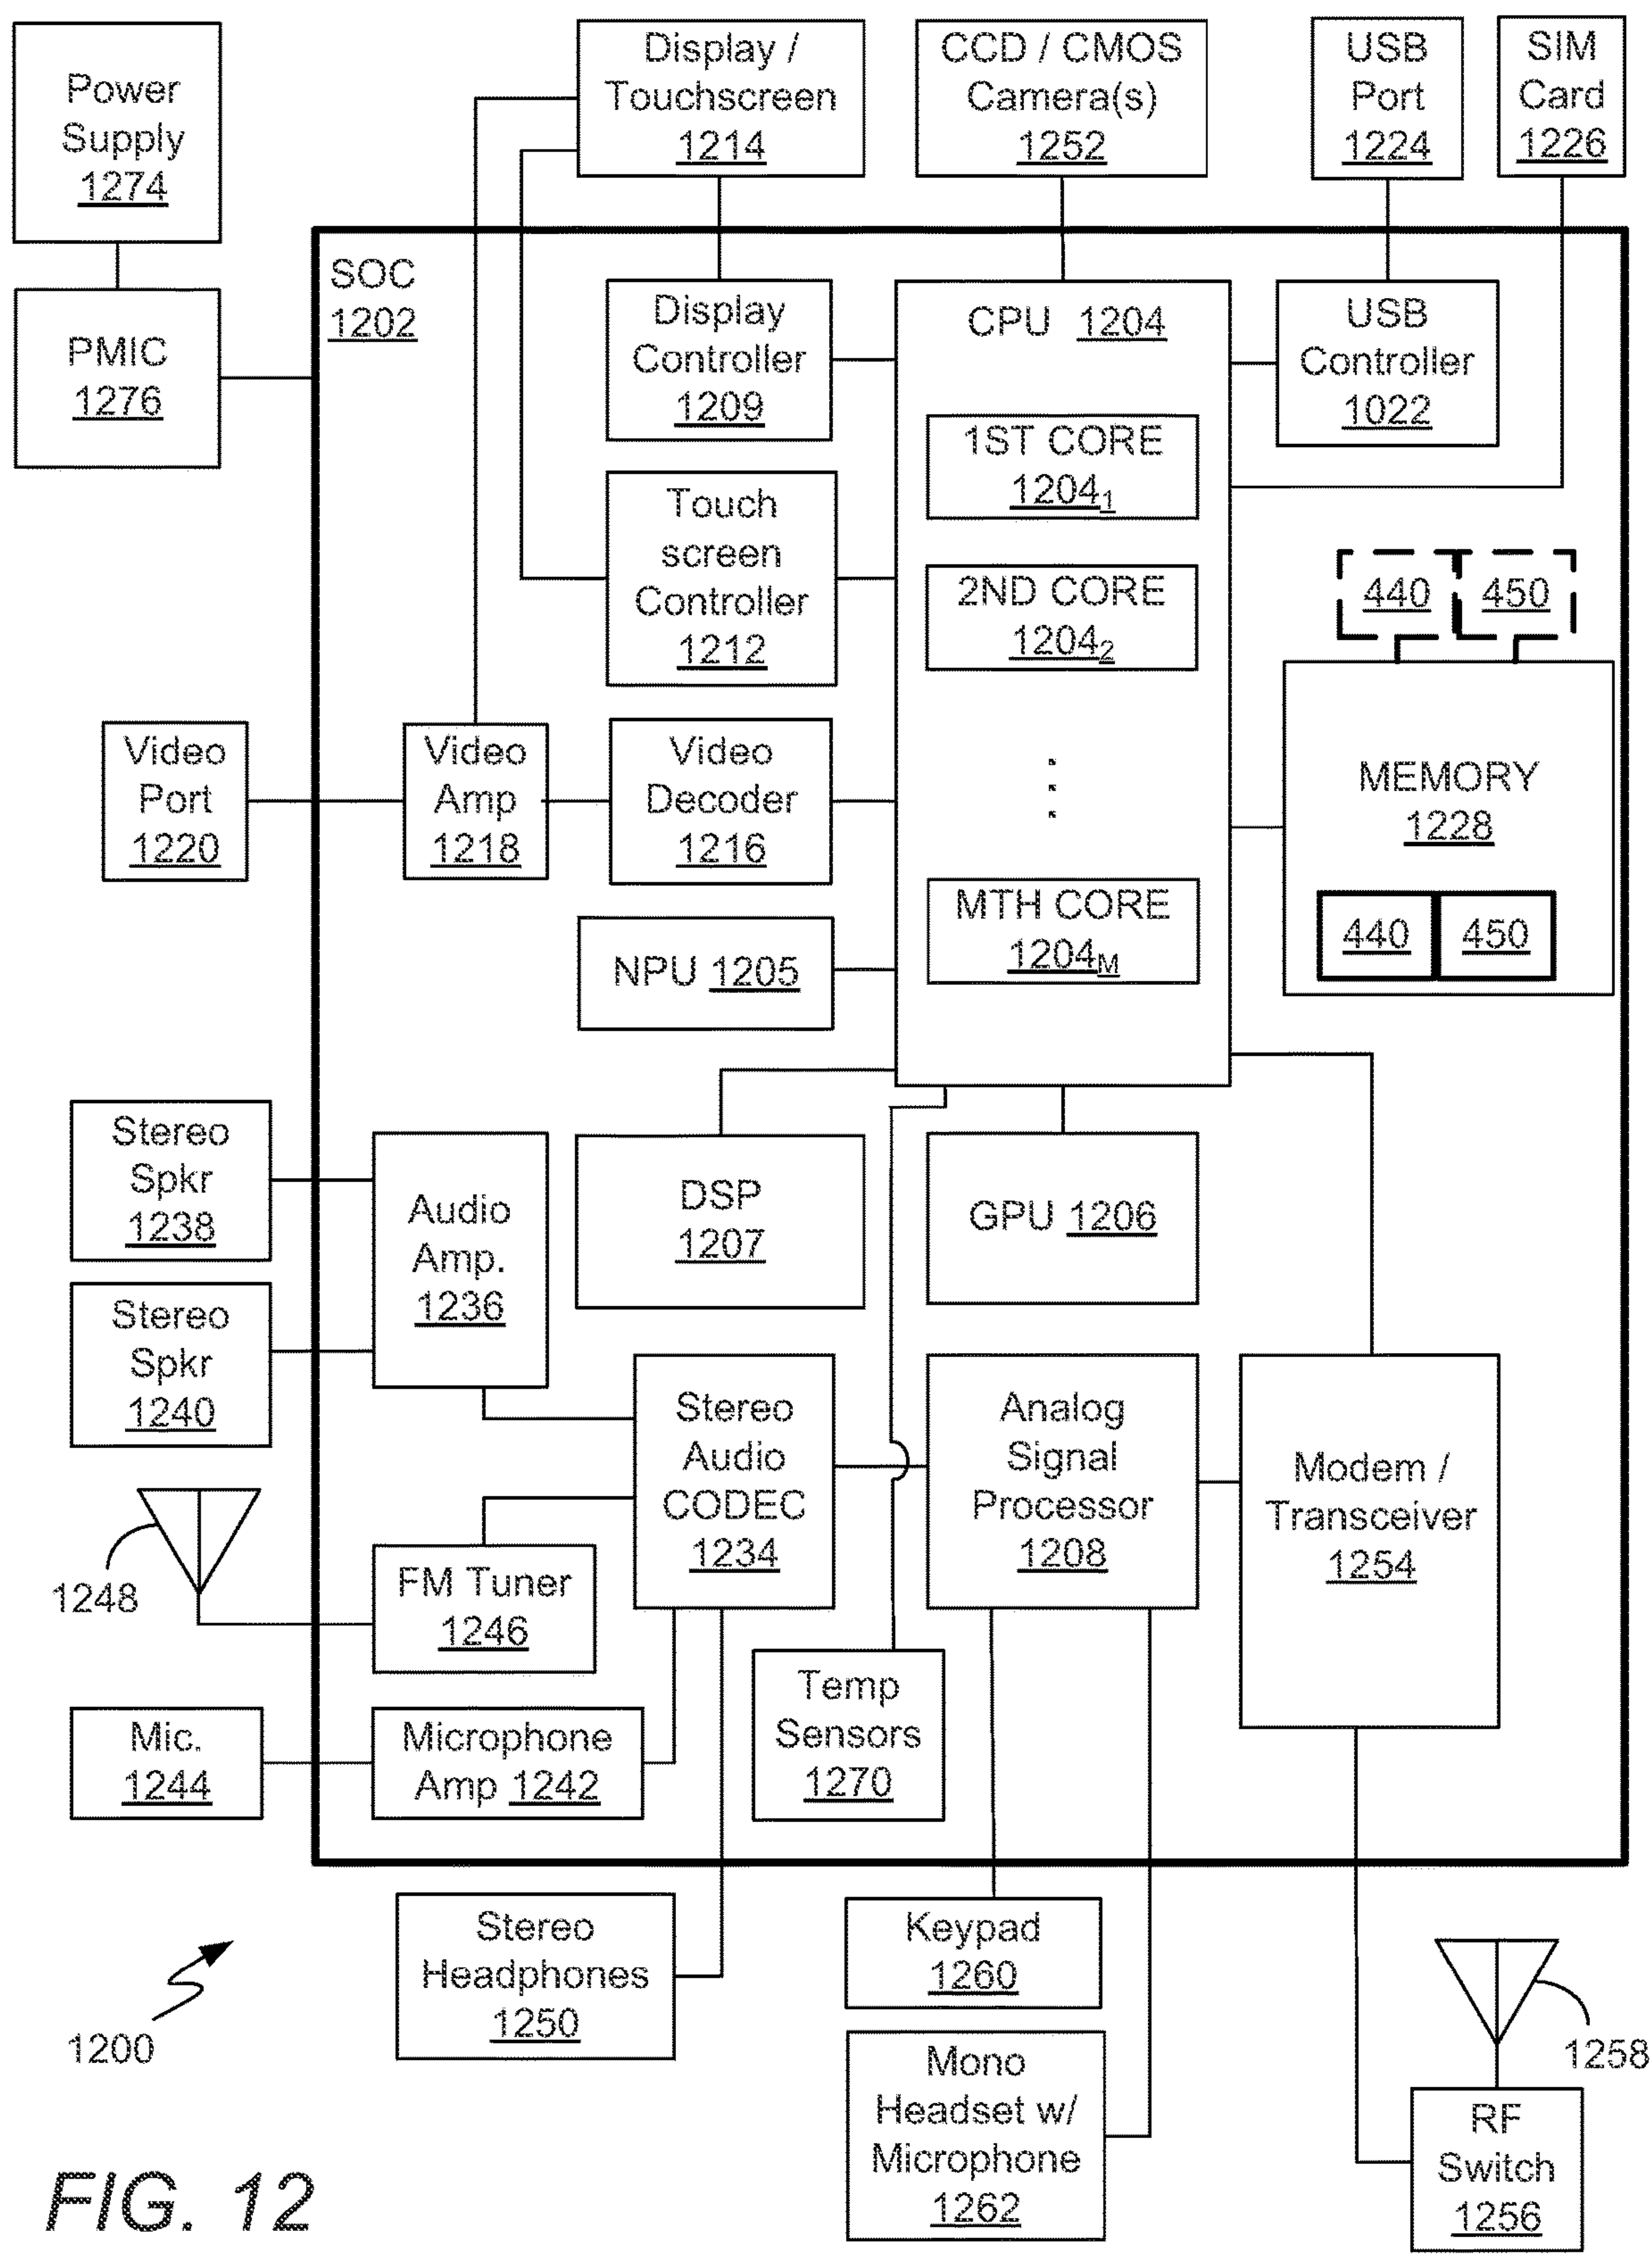 Power
Supply
1274
Display /
Touchscreen
1214
CCD / CMOS
Camera(s)
1252
USB
Port
1224
SIM
Card
1226
PMIC
1276
SOC
1202
Display
Controller
1209
CPU 1204
USB
Controller
1022
1ST CORE
1204₁
Touch
screen
Controller
1212
2ND CORE
1204₂
440
450
Video
Port
1220
Video
Amp
1218
Video
Decoder
1216
MEMORY
1228
MTH CORE
1204M
440
450
NPU 1205
Stereo
Spkr
1238
Audio
Amp.
1236
DSP
1207
GPU 1206
Stereo
Spkr
1240
Stereo
Audio
CODEC
1234
Analog
Signal
Processor
1208
Modem /
Transceiver
1254
1248
FM Tuner
1246
Temp
Sensors
1270
Mic.
1244
Microphone
Amp 1242
Stereo
Headphones
1250
Keypad
1260
1200
Mono
Headset w/
Microphone
1262
1258
RF
Switch
1256
FIG. 12